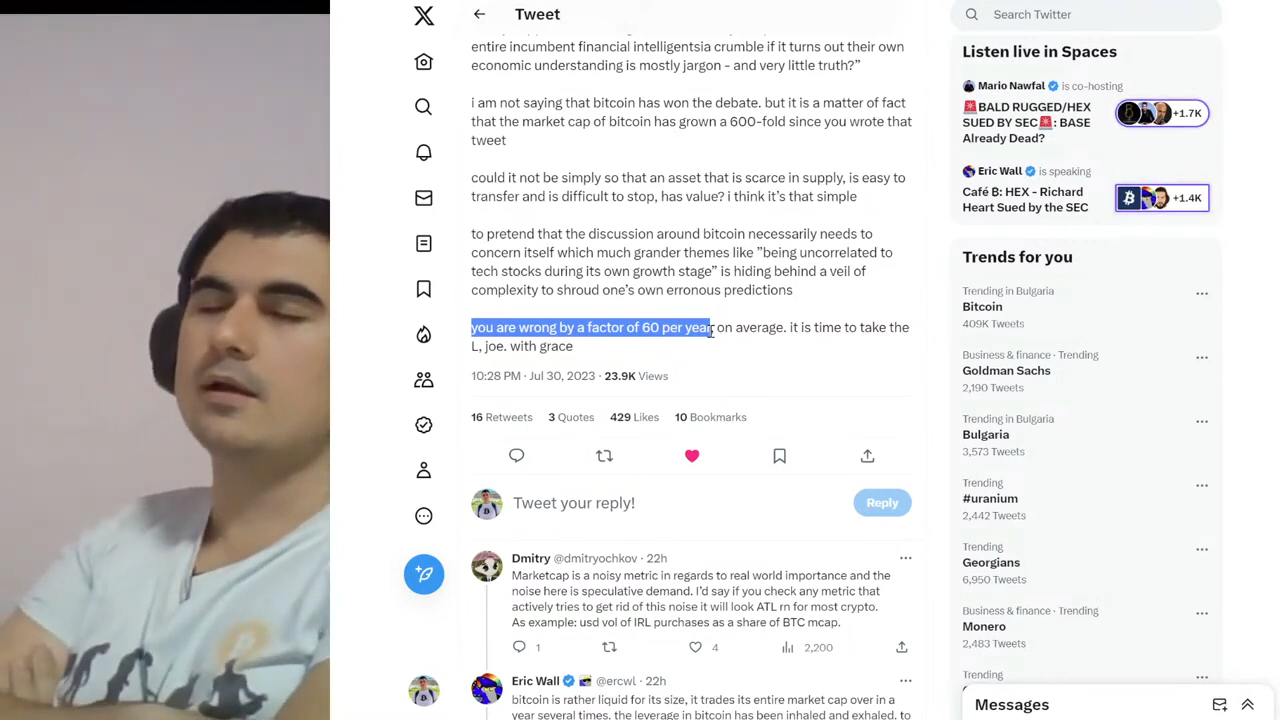 Tweet
entire incumbent financial intelligentsia crumble if it turns out their own
economic understanding is mostly jargon - and very little truth?”
i am not saying that bitcoin has won the debate. but it is a matter of fact
that the market cap of bitcoin has grown a 600-fold since you wrote that
tweet
could it not be simply so that an asset that is scarce in supply, is easy to
transfer and is difficult to stop, has value? i think it’s that simple
to pretend that the discussion around bitcoin necessarily needs to
concern itself which much grander themes like ”being uncorrelated to
tech stocks during its own growth stage” is hiding behind a veil of
complexity to shroud one’s own erronous predictions
you are wrong by a factor of 60 per year on average. it is time to take the
L, joe. with grace
10:28 PM · Jul 30, 2023 · 23.9K Views
16 Retweets 3 Quotes 429 Likes 10 Bookmarks
Tweet your reply!
Reply
Dmitry @dmitryochkov · 22h
Marketcap is a noisy metric in regards to real world importance and the
noise here is speculative demand. I’d say if you check any metric that
actively tries to get rid of this noise it will look ATL rn for most crypto.
As example: usd vol of IRL purchases as a share of BTC mcap.
1 4 2,200
Eric Wall @ercwl · 22h
bitcoin is rather liquid for its size, it trades its entire market cap over in a
year several times. the leverage in bitcoin has been inhaled and exhaled. to
Search Twitter
Listen live in Spaces
Mario Nawfal is co-hosting
🚨BALD RUGGED/HEX
SUED BY SEC🚨: BASE
Already Dead?
+1.7K
Eric Wall is speaking
Café ₿: HEX - Richard
Heart Sued by the SEC
+1.4K
Trends for you
Trending in Bulgaria
Bitcoin
409K Tweets
Business & finance · Trending
Goldman Sachs
2,190 Tweets
Trending in Bulgaria
Bulgaria
3,573 Tweets
Trending
#uranium
2,442 Tweets
Trending
Georgians
6,950 Tweets
Business & finance · Trending
Monero
2,483 Tweets
Messages